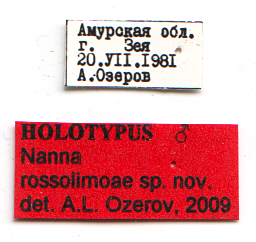 Амурская обл.
г. Зея
20.VII.1981
А.Озеров
HOLOTYPUS ♂
Nanna
rossolimoae sp. nov.
det. A.L. Ozerov, 2009